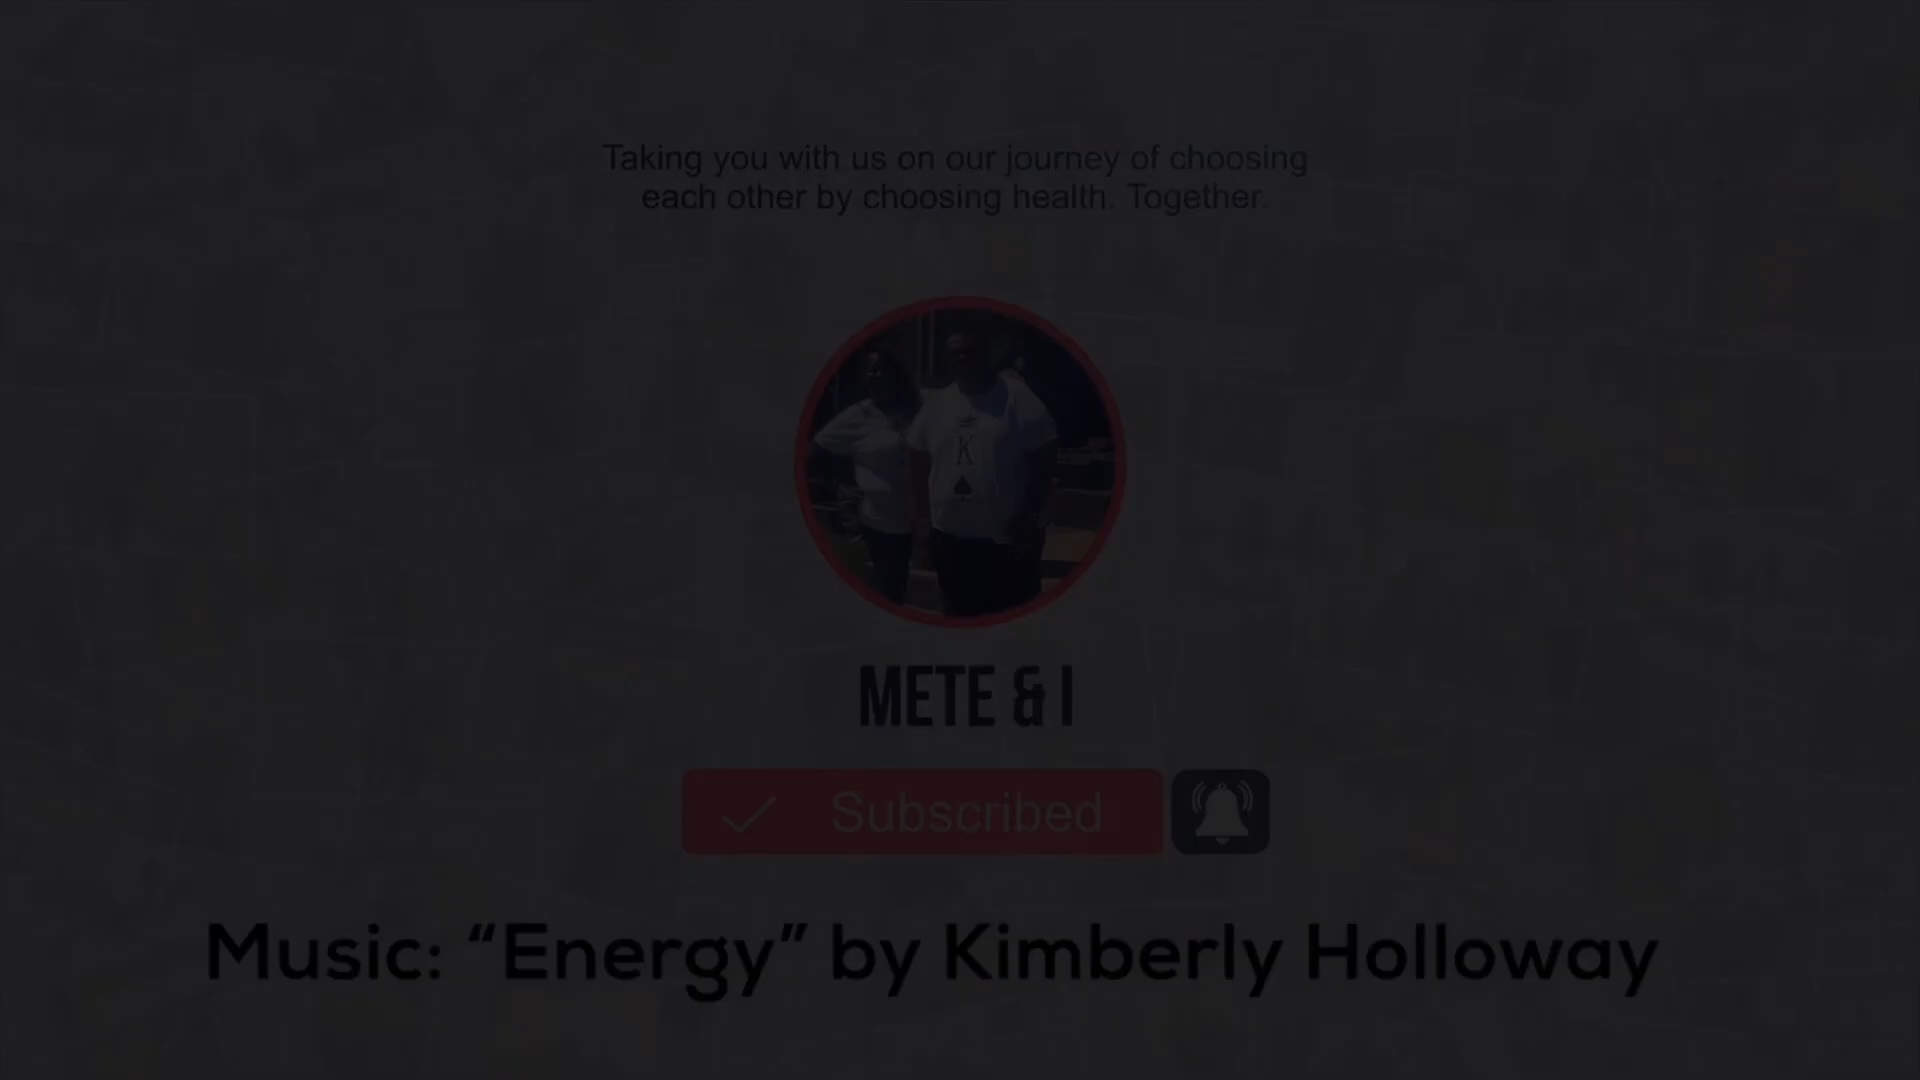 Taking you with us on our journey of choosing
each other by choosing health. Together.
K
METE & I
Subscribed
Music: “Energy” by Kimberly Holloway